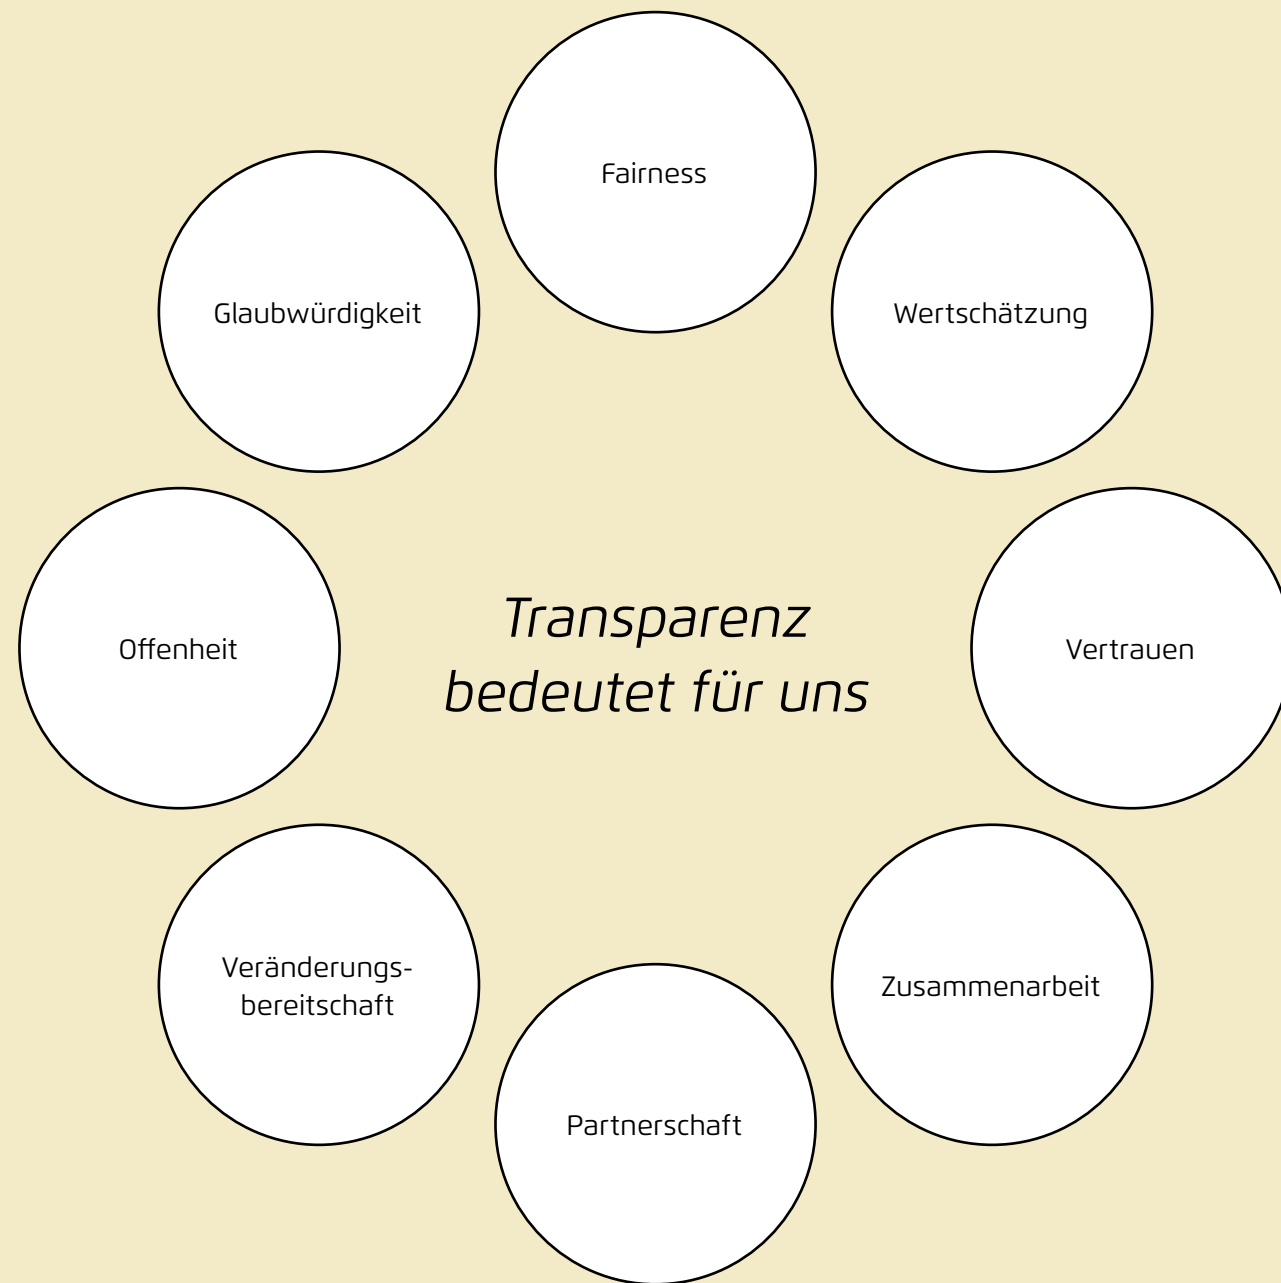 Fairness
Glaubwürdigkeit
Wertschätzung
Transparenz
bedeutet für uns
Offenheit
Vertrauen
Veränderungs-
bereitschaft
Zusammenarbeit
Partnerschaft